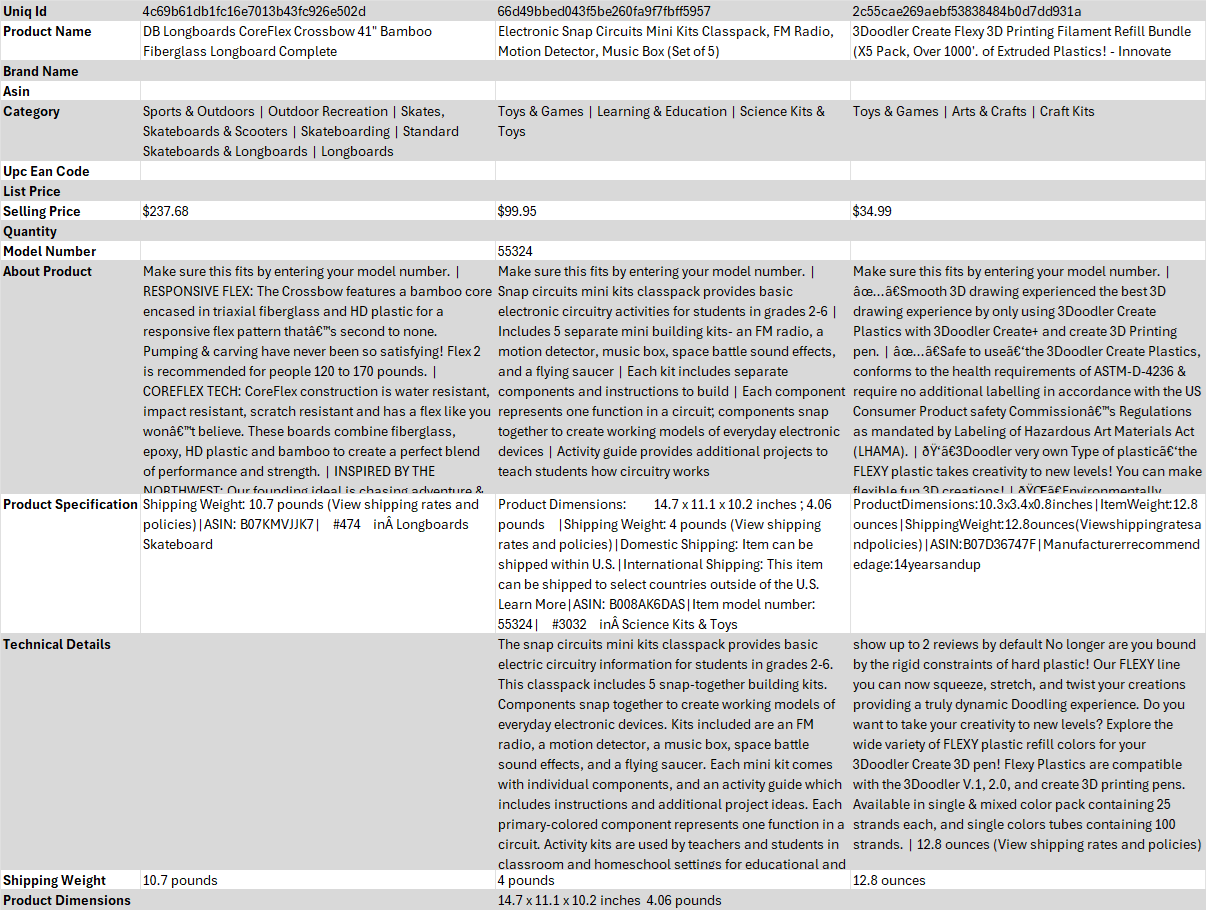 Uniq Id 4c69b61db1fc16e7013b43fc926e502d 66d49bbed043f5be260fa9f7fbff5957 2c55cae269aebf53838484b0d7dd931a
Product Name
DB Longboards CoreFlex Crossbow 41" Bamboo
Fiberglass Longboard Complete
Electronic Snap Circuits Mini Kits Classpack, FM Radio,
Motion Detector, Music Box (Set of 5)
3Doodler Create Flexy 3D Printing Filament Refill Bundle
(X5 Pack, Over 1000'. of Extruded Plastics! - Innovate
Brand Name
Asin
Category
Sports & Outdoors | Outdoor Recreation | Skates,
Skateboards & Scooters | Skateboarding | Standard
Skateboards & Longboards | Longboards
Toys & Games | Learning & Education | Science Kits &
Toys
Toys & Games | Arts & Crafts | Craft Kits
Upc Ean Code
List Price
Selling Price $237.68 $99.95 $34.99
Quantity
Model Number 55324
About Product
Make sure this fits by entering your model number. |
RESPONSIVE FLEX: The Crossbow features a bamboo core
encased in triaxial fiberglass and HD plastic for a
responsive flex pattern thatâ€™s second to none.
Pumping & carving have never been so satisfying! Flex 2
is recommended for people 120 to 170 pounds. |
COREFLEX TECH: CoreFlex construction is water resistant,
impact resistant, scratch resistant and has a flex like you
wonâ€™t believe. These boards combine fiberglass,
epoxy, HD plastic and bamboo to create a perfect blend
of performance and strength. | INSPIRED BY THE
NORTHWEST: Our founding ideal is chasing adventure &
Make sure this fits by entering your model number. |
Snap circuits mini kits classpack provides basic
electronic circuitry activities for students in grades 2-6 |
Includes 5 separate mini building kits- an FM radio, a
motion detector, music box, space battle sound effects,
and a flying saucer | Each kit includes separate
components and instructions to build | Each component
represents one function in a circuit; components snap
together to create working models of everyday electronic
devices | Activity guide provides additional projects to
teach students how circuitry works
Make sure this fits by entering your model number. |
âœ…ã€Smooth 3D drawing experienced the best 3D
drawing experience by only using 3Doodler Create
Plastics with 3Doodler Create+ and create 3D Printing
pen. | âœ…ã€Safe to useã€‘the 3Doodler Create Plastics,
conforms to the health requirements of ASTM-D-4236 &
require no additional labelling in accordance with the US
Consumer Product safety Commissionâ€™s Regulations
as mandated by Labeling of Hazardous Art Materials Act
(LHAMA). | ðŸ‘ã€3Doodler very own Type of plasticã€‘the
FLEXY plastic takes creativity to new levels! You can make
flexible fun 3D creations! | ðŸŒã€Environmentally
Product Specification
Shipping Weight: 10.7 pounds (View shipping rates and
policies)|ASIN: B07KMVJJK7| #474 inÂ Longboards
Skateboard
Product Dimensions: 14.7 x 11.1 x 10.2 inches ; 4.06
pounds |Shipping Weight: 4 pounds (View shipping
rates and policies)|Domestic Shipping: Item can be
shipped within U.S.|International Shipping: This item
can be shipped to select countries outside of the U.S.
Learn More|ASIN: B008AK6DAS|Item model number:
55324| #3032 inÂ Science Kits & Toys
ProductDimensions:10.3x3.4x0.8inches|ItemWeight:12.8
ounces|ShippingWeight:12.8ounces(Viewshippingratesa
ndpolicies)|ASIN:B07D36747F|Manufacturerrecommend
edage:14yearsandup
Technical Details
The snap circuits mini kits classpack provides basic
electric circuitry information for students in grades 2-6.
This classpack includes 5 snap-together building kits.
Components snap together to create working models of
everyday electronic devices. Kits included are an FM
radio, a motion detector, a music box, space battle
sound effects, and a flying saucer. Each mini kit comes
with individual components, and an activity guide which
includes instructions and additional project ideas. Each
primary-colored component represents one function in a
circuit. Activity kits are used by teachers and students in
classroom and homeschool settings for educational and
show up to 2 reviews by default No longer are you bound
by the rigid constraints of hard plastic! Our FLEXY line
you can now squeeze, stretch, and twist your creations
providing a truly dynamic Doodling experience. Do you
want to take your creativity to new levels? Explore the
wide variety of FLEXY plastic refill colors for your
3Doodler Create 3D pen! Flexy Plastics are compatible
with the 3Doodler V.1, 2.0, and create 3D printing pens.
Available in single & mixed color pack containing 25
strands each, and single colors tubes containing 100
strands. | 12.8 ounces (View shipping rates and policies)
Shipping Weight 10.7 pounds 4 pounds 12.8 ounces
Product Dimensions 14.7 x 11.1 x 10.2 inches 4.06 pounds